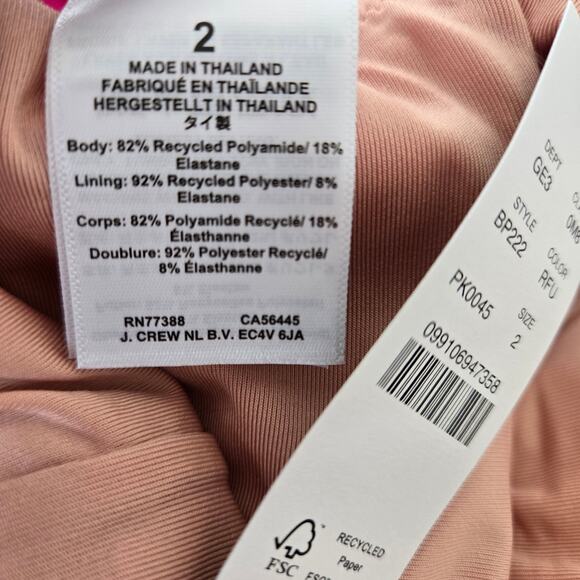 2
MADE IN THAILAND
FABRIQUÉ EN THAÏLANDE
HERGESTELLT IN THAILAND
タイ製
Body: 82% Recycled Polyamide/ 18%
Elastane
Lining: 92% Recycled Polyester/ 8%
Elastane
Corps: 82% Polyamide Recyclé/ 18%
Élasthanne
Doublure: 92% Polyester Recyclé/
8% Élasthanne
RN77388 CA56445
J. CREW NL B.V. EC4V 6JA
DEPT
GE3
STYLE COLOR
BP222 RFU
PK0045 SIZE
2
099106947358
FSC
RECYCLED
Paper